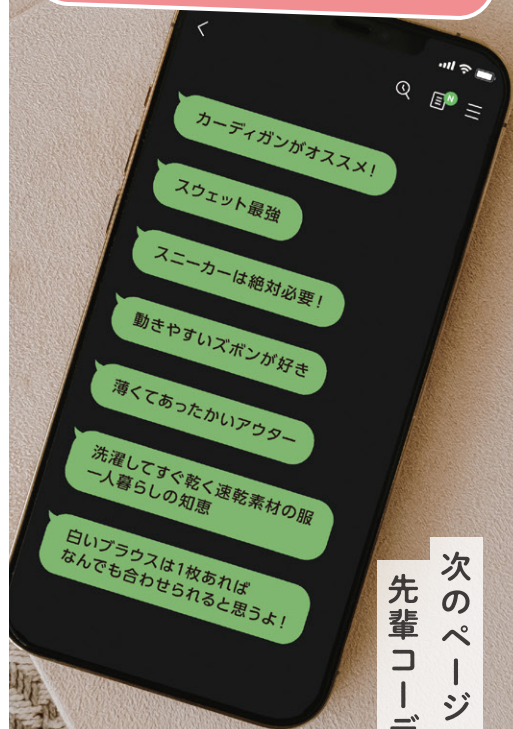 N
カーディガンがオススメ!
スウェット最強
スニーカーは絶対必要!
動きやすいズボンが好き
薄くてあったかいアウター
洗濯してすぐ乾く速乾素材の服
一人暮らしの知恵
白いブラウスは1枚あれば
なんでも合わせられると思うよ!
次のページ
先輩コーデ